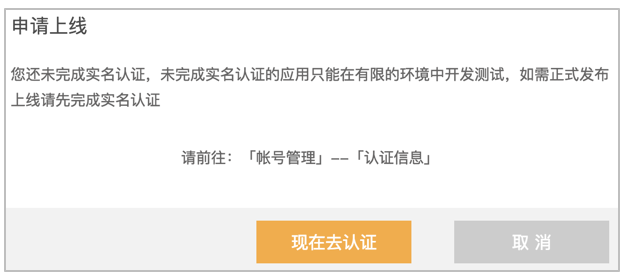 申请上线
您还未完成实名认证，未完成实名认证的应用只能在有限的环境中开发测试，如需正式发布
上线请先完成实名认证
请前往：「帐号管理」--「认证信息」
现在去认证
取 消